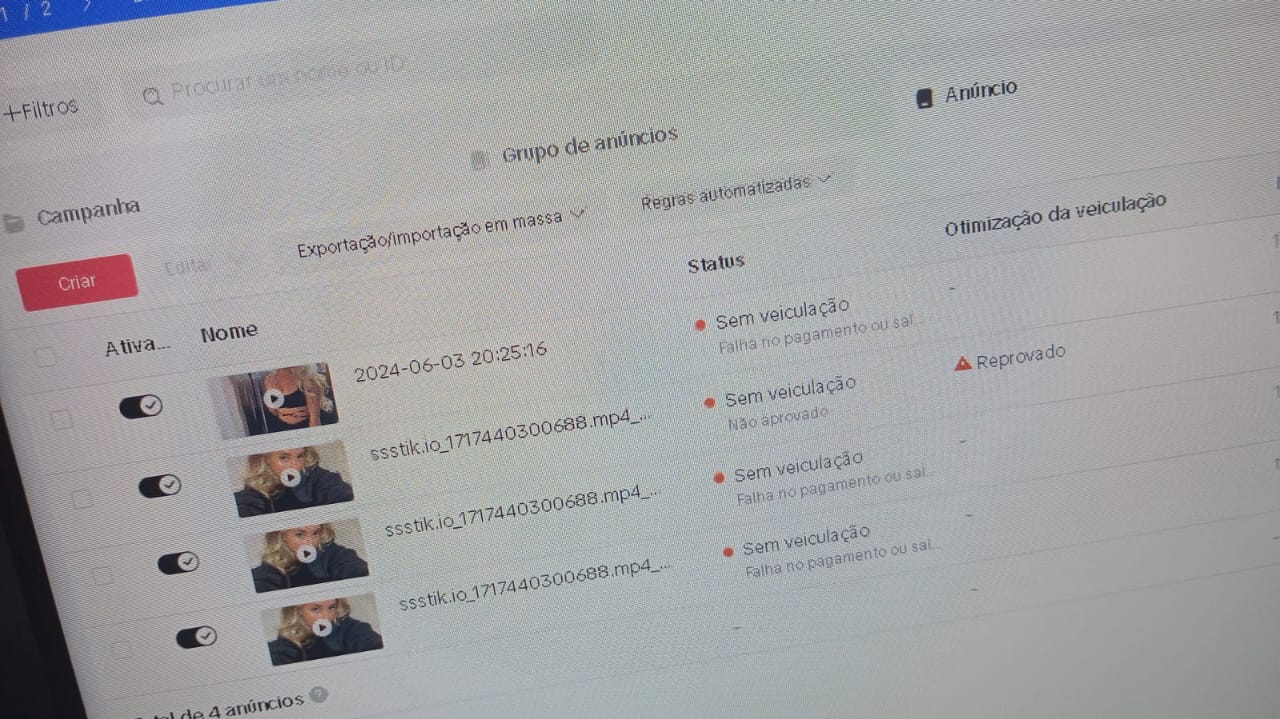 1 / 2
+Filtros
Procurar um nome ou ID
Campanha
Grupo de anúncios
Anúncio
Criar
Editar
Exportação/importação em massa
Regras automatizadas
Ativa...
Nome
Status
Otimização da veiculação
2024-06-03 20:25:16
Sem veiculação
Falha no pagamento ou sal...
-
ssstik.io_1717440300688.mp4_...
Sem veiculação
Não aprovado
Reprovado
ssstik.io_1717440300688.mp4_...
Sem veiculação
Falha no pagamento ou sal...
-
ssstik.io_1717440300688.mp4_...
Sem veiculação
Falha no pagamento ou sal...
-
de 4 anúncios
-
-